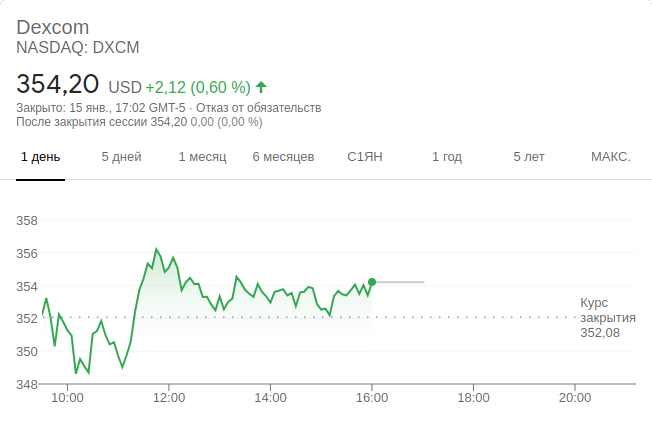 Dexcom
NASDAQ: DXCM
354,20 USD +2,12 (0,60 %)
Закрыто: 15 янв., 17:02 GMT-5 · Отказ от обязательств
После закрытия сессии 354,20 0,00 (0,00 %)
1 день 5 дней 1 месяц 6 месяцев С1ЯН 1 год 5 лет МАКС.
358
356
354
352
350
348
Курс
закрытия
352,08
10:00 12:00 14:00 16:00 18:00 20:00